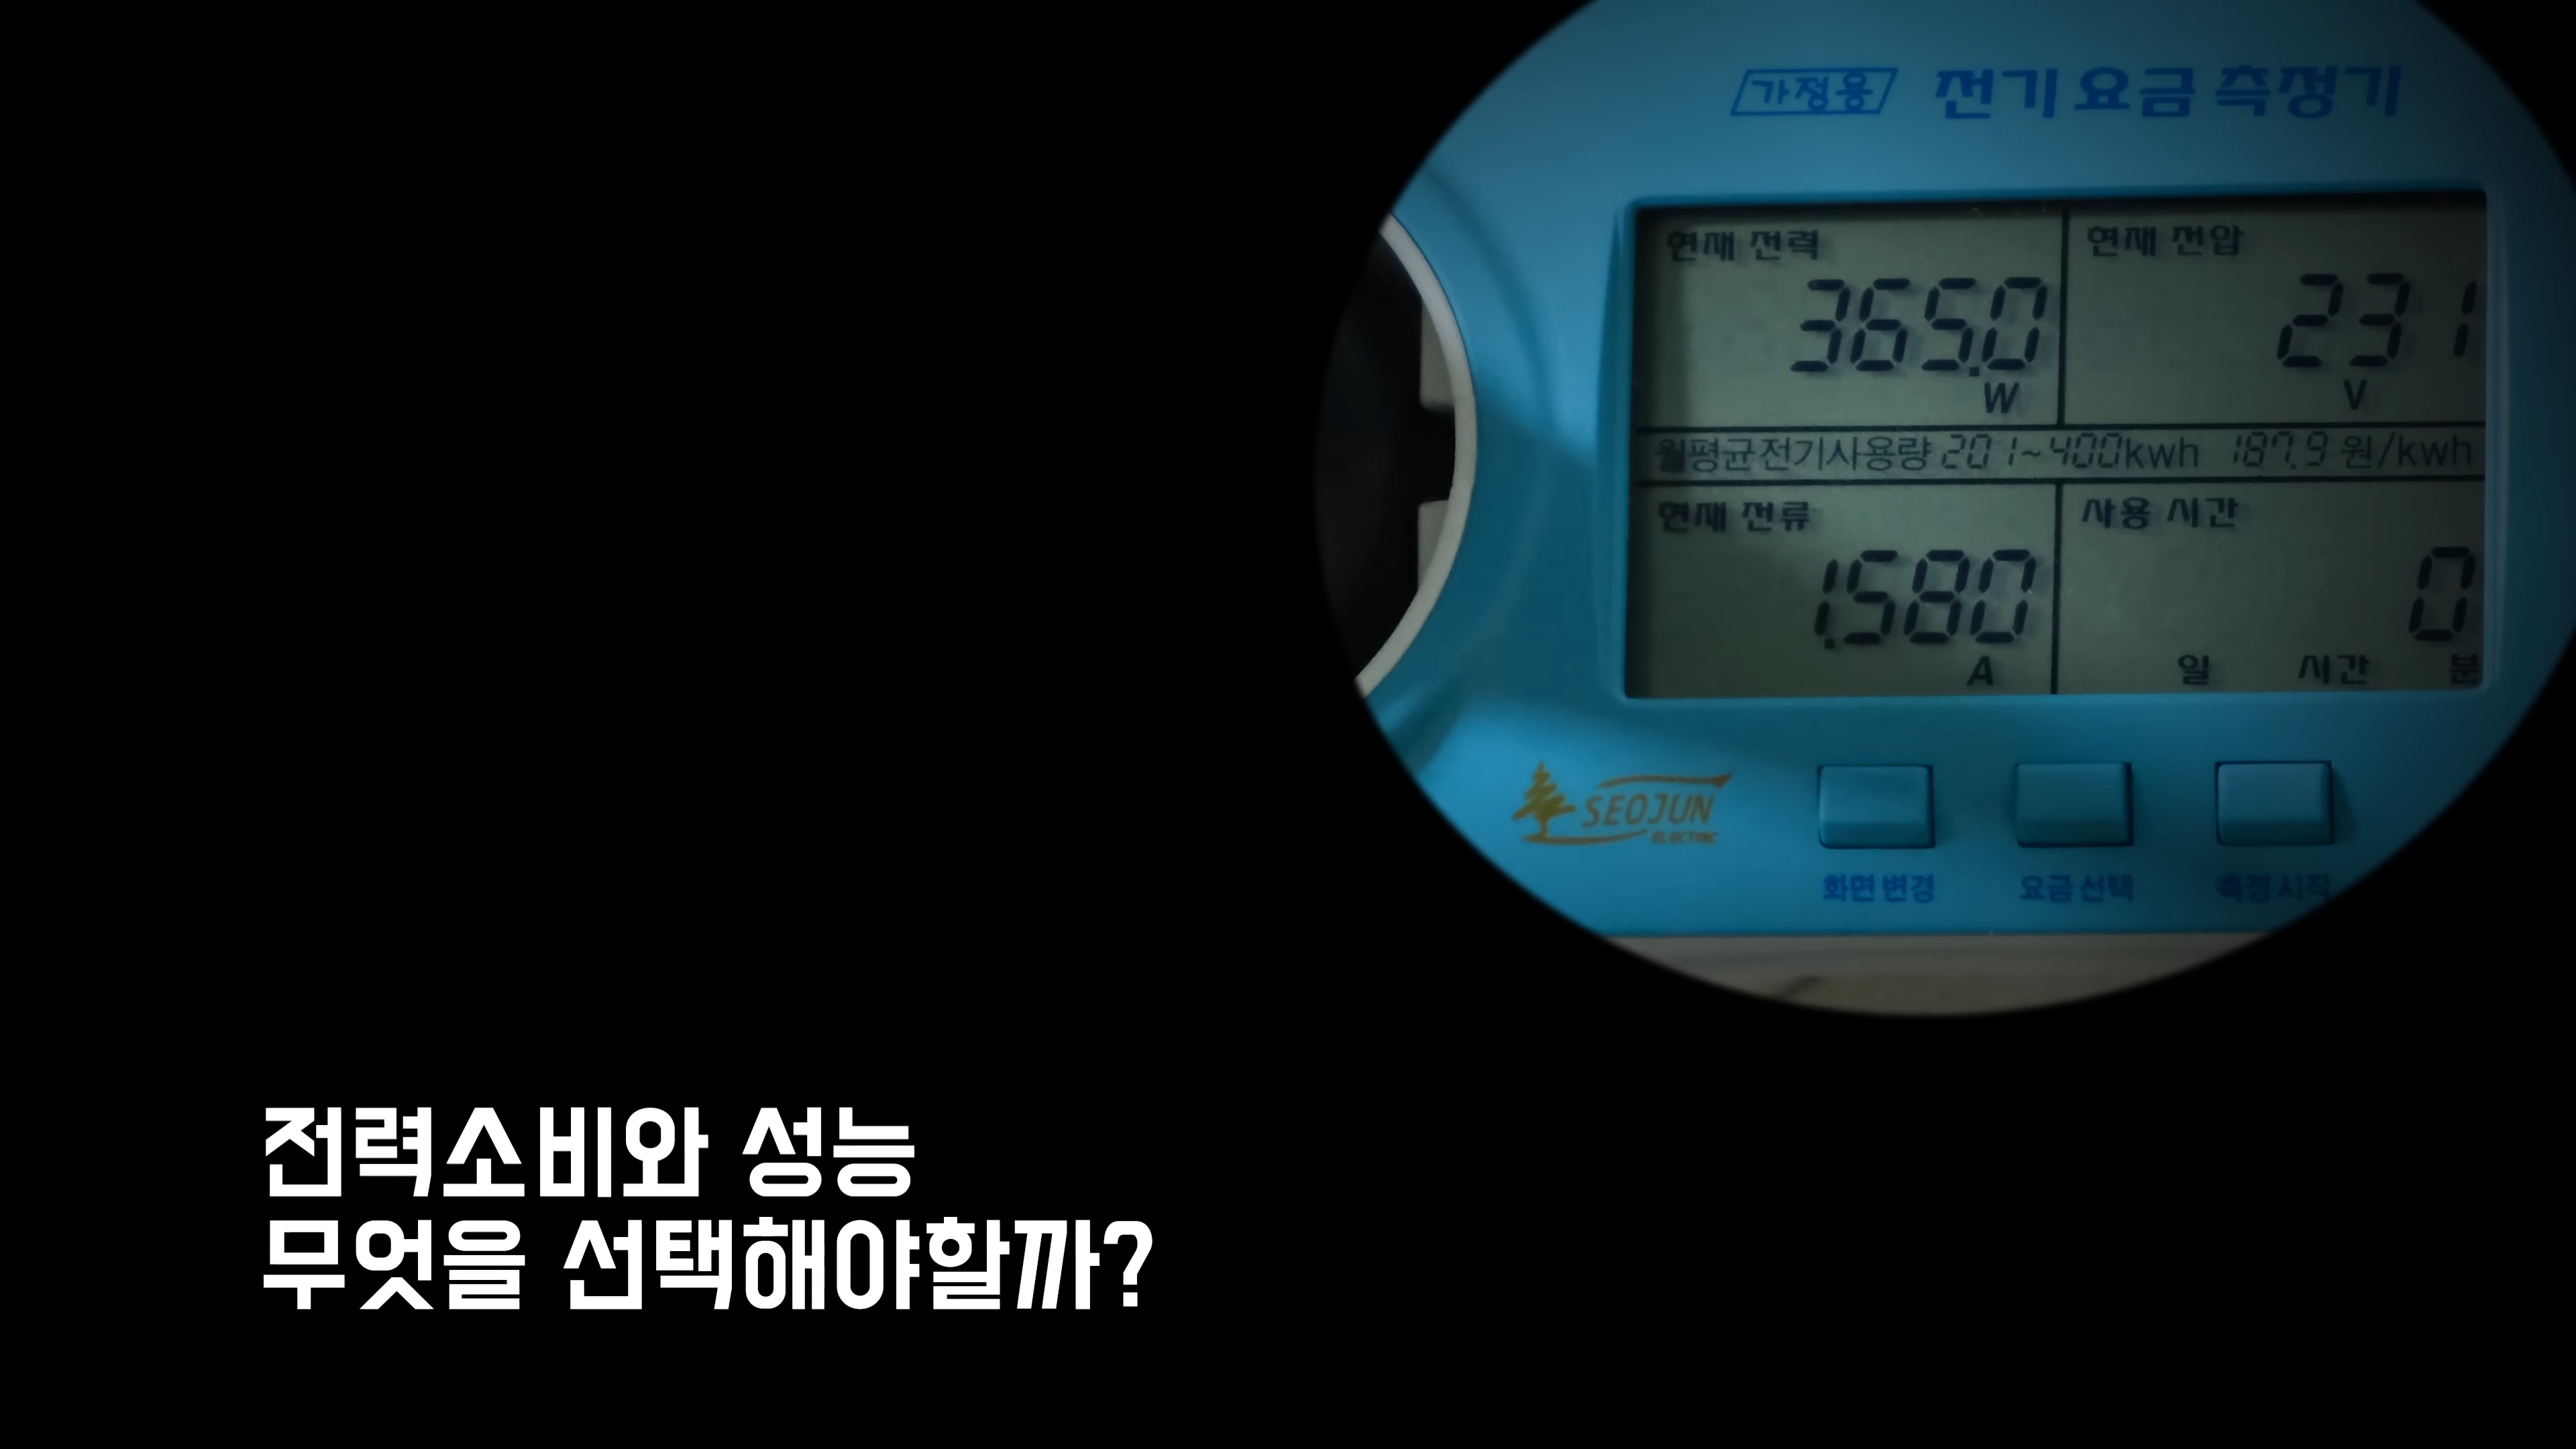 가정용 전기요금측정기
현재 전력 현재 전압
365.0 231
W V
월평균전기사용량 201~400kwh 187.9원/kwh
현재 전류 사용 시간
1.580 0
A 일 시간 분
SEOJUN
ELECTRIC
화면변경 요금선택 측정시작
전력소비와 성능
무엇을 선택해야할까?